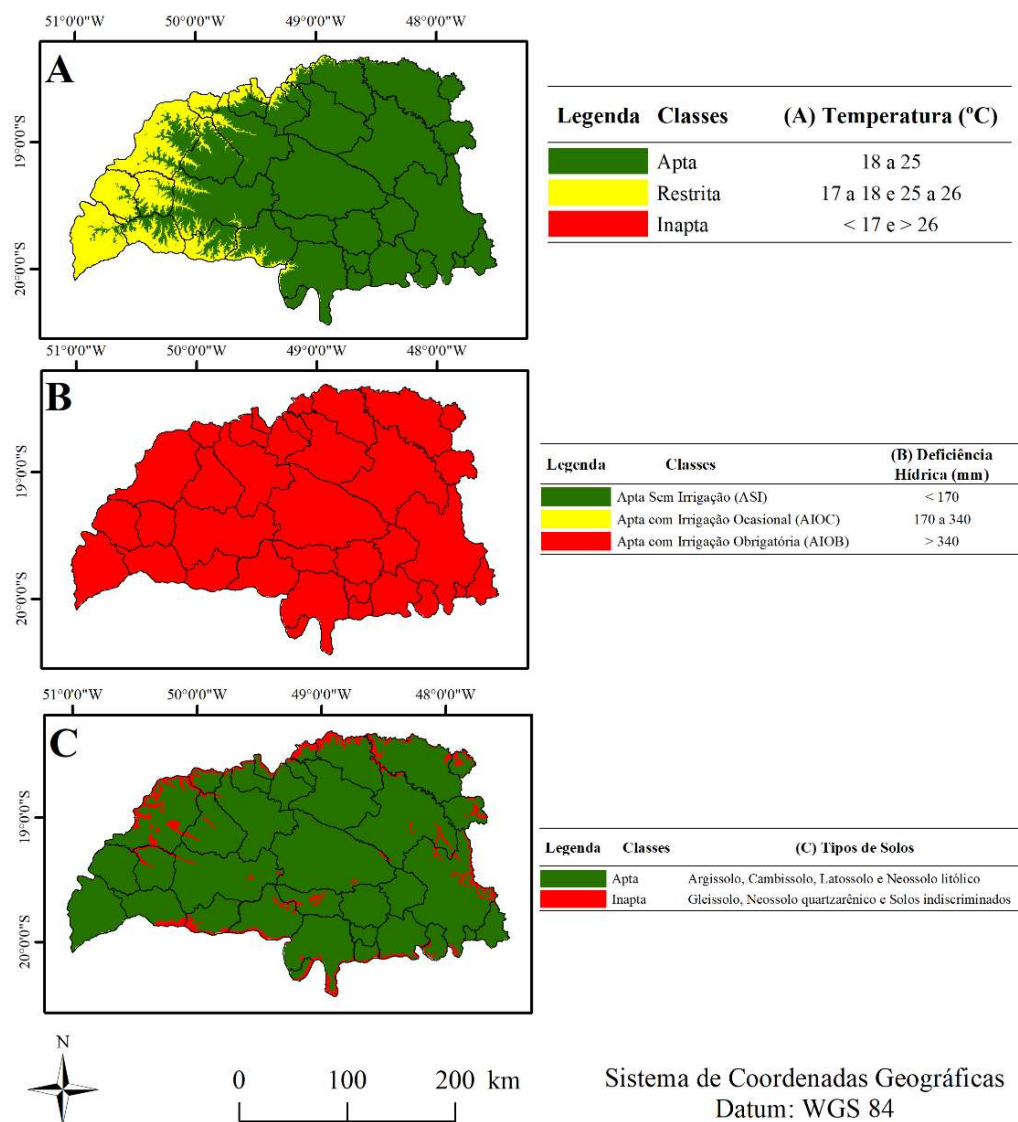 51°0'0"W 50°0'0"W 49°0'0"W 48°0'0"W
A
19°0'0"S
20°0'0"S
Legenda Classes (A) Temperatura (ºC)
Apta 18 a 25
Restrita 17 a 18 e 25 a 26
Inapta < 17 e > 26
51°0'0"W 50°0'0"W 49°0'0"W 48°0'0"W
B
19°0'0"S
20°0'0"S
Legenda Classes (B) Deficiência
Hídrica (mm)
Apta Sem Irrigação (ASI) < 170
Apta com Irrigação Ocasional (AIOC) 170 a 340
Apta com Irrigação Obrigatória (AIOB) > 340
51°0'0"W 50°0'0"W 49°0'0"W 48°0'0"W
C
19°0'0"S
20°0'0"S
Legenda Classes (C) Tipos de Solos
Apta Argissolo, Cambissolo, Latossolo e Neossolo litólico
Inapta Gleissolo, Neossolo quartzarênico e Solos indiscriminados
N
0 100 200 km
Sistema de Coordenadas Geográficas
Datum: WGS 84